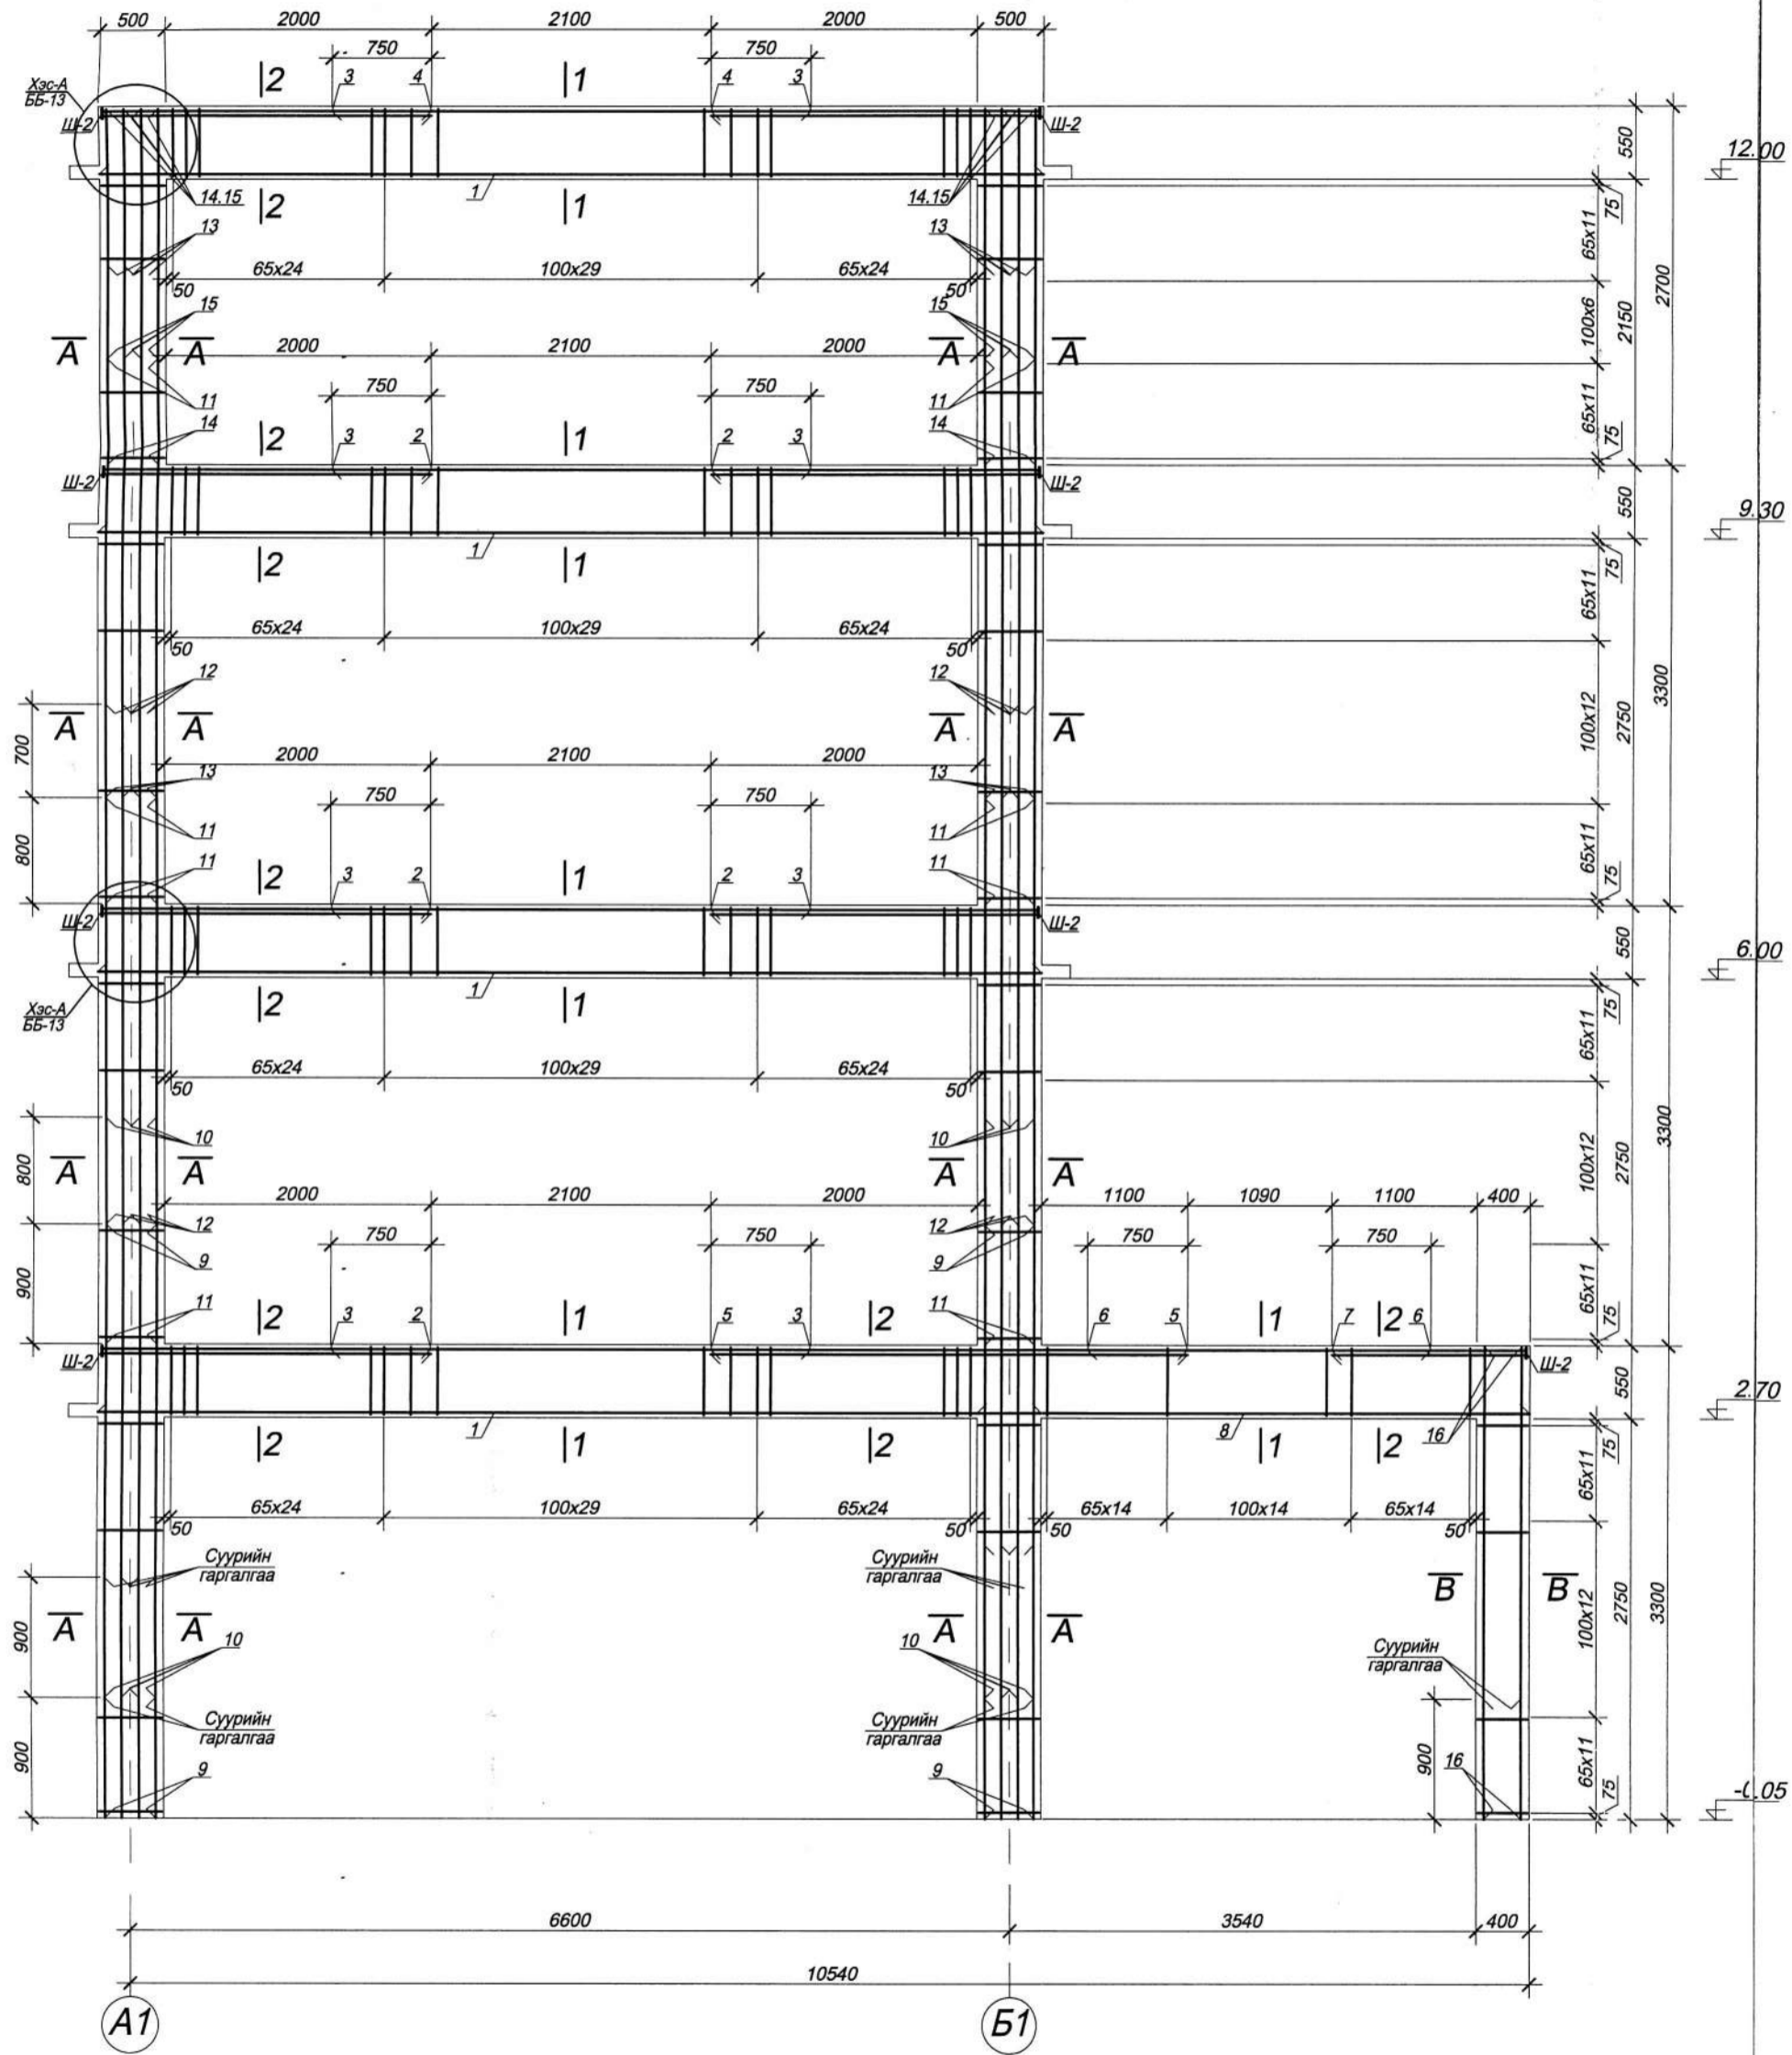 500 2000 2100 2000 500
750 750
|2 3 4 |1 4 3
Хэс-А
ББ-13
Ш-2 Ш-2
550
12.00
14.15 |2 1 |1 14.15
75
65x11
13 13
65x24 100x29 65x24
50 50
2700
15 15
100x6 2150
A A 2000 2100 2000 A A
750 750
11 11
65x11
14 |2 3 2 |1 2 3 14
75
Ш-2 Ш-2
550
9.30
1
|2 |1
75
65x11
65x24 100x29 65x24
50 50
12 12
3300
700 A A A A
100x12 2750
2000 2100 2000
13 13
750 750
11 11
800
65x11
11 |2 3 2 |1 2 3 11
75
Ш-2 Ш-2
550
6.00
1
Хэс-А
ББ-13
|2 |1
75
65x11
65x24 100x29 65x24
50 50
10 10
3300
800 A A A A
100x12 2750
2000 2100 2000 1100 1090 1100 400
12 12
750 750 750 750
9 9
900
65x11
11 |2 3 2 |1 5 3 |2 11 6 5 |1 7 |2 6
75
Ш-2 Ш-2
550
2.70
1 8 16
|2 |1 |2 |1 |2
75
65x11
65x24 100x29 65x24 65x14 100x14 65x14
50 50 50 50
Суурийн
гаргалгаа
Суурийн
гаргалгаа
B B
900 A A A A
100x12 2750 3300
10 10
Суурийн
гаргалгаа
Суурийн
гаргалгаа
Суурийн
гаргалгаа
900 900
65x11
9 9 16
75
6600 3540 400
10540
А1 Б1